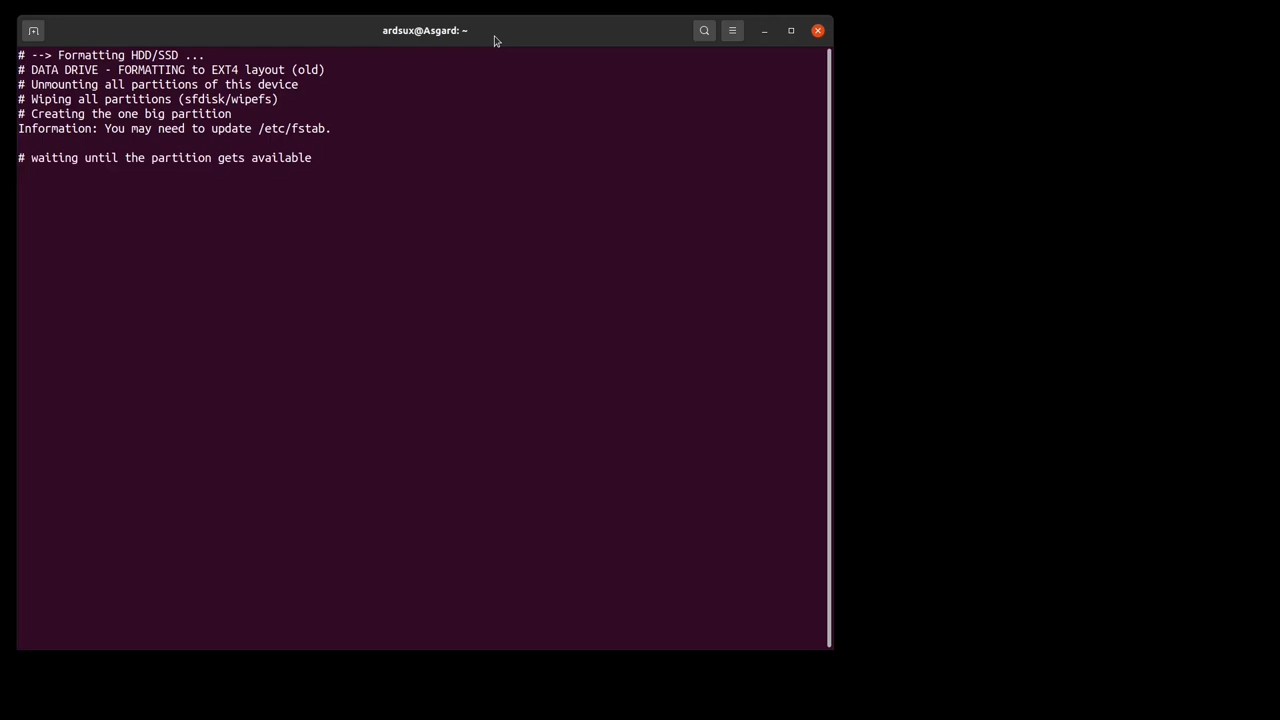 ardsux@Asgard: ~
# --> Formatting HDD/SSD ...
# DATA DRIVE - FORMATTING to EXT4 layout (old)
# Unmounting all partitions of this device
# Wiping all partitions (sfdisk/wipefs)
# Creating the one big partition
Information: You may need to update /etc/fstab.
# waiting until the partition gets available